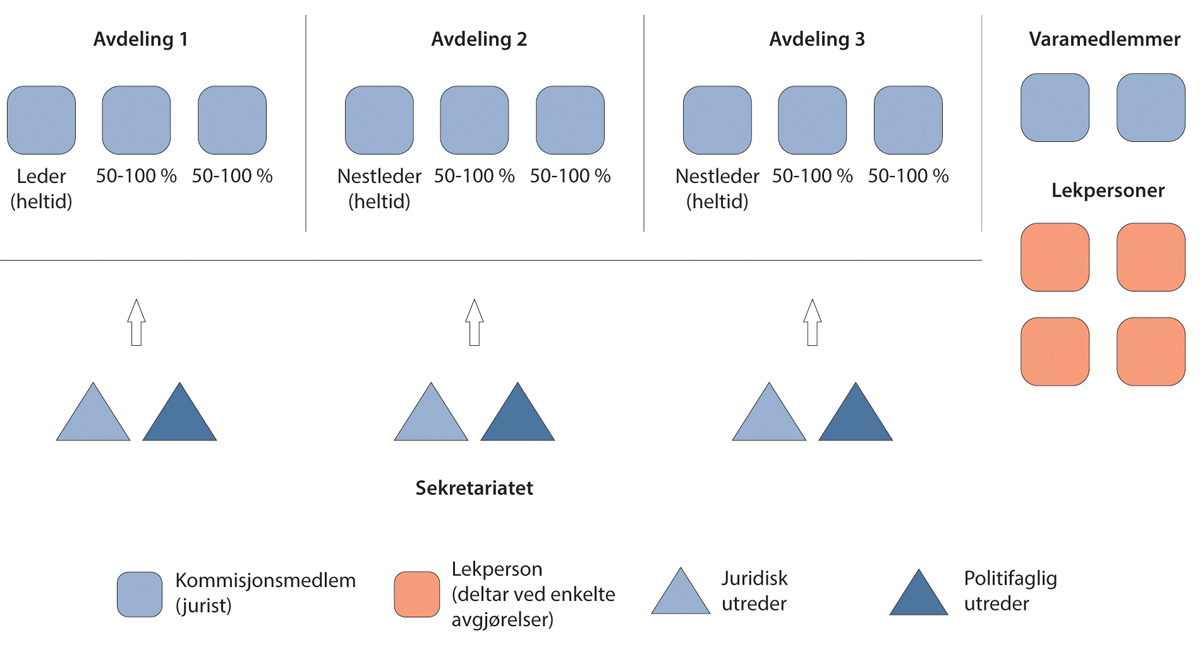 Avdeling 1
Avdeling 2
Avdeling 3
Varamedlemmer
Leder
(heltid)
50-100 %
50-100 %
Nestleder
(heltid)
50-100 %
50-100 %
Nestleder
(heltid)
50-100 %
50-100 %
Lekpersoner
Sekretariatet
Kommisjonsmedlem
(jurist)
Lekperson
(deltar ved enkelte
avgjørelser)
Juridisk
utreder
Politifaglig
utreder